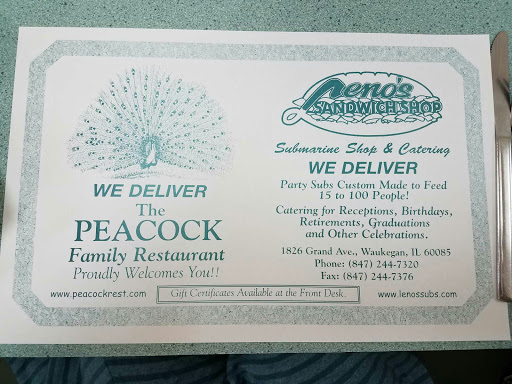 WE DELIVER
The
PEACOCK
Family Restaurant
Proudly Welcomes You!!
www.peacockrest.com
Leno's
SANDWICH SHOP
Submarine Shop & Catering
WE DELIVER
Party Subs Custom Made to Feed
15 to 100 People!
Catering for Receptions, Birthdays,
Retirements, Graduations
and Other Celebrations.
1826 Grand Ave., Waukegan, IL 60085
Phone: (847) 244-7320
Fax: (847) 244-7376
www.lenossubs.com
Gift Certificates Available at the Front Desk.